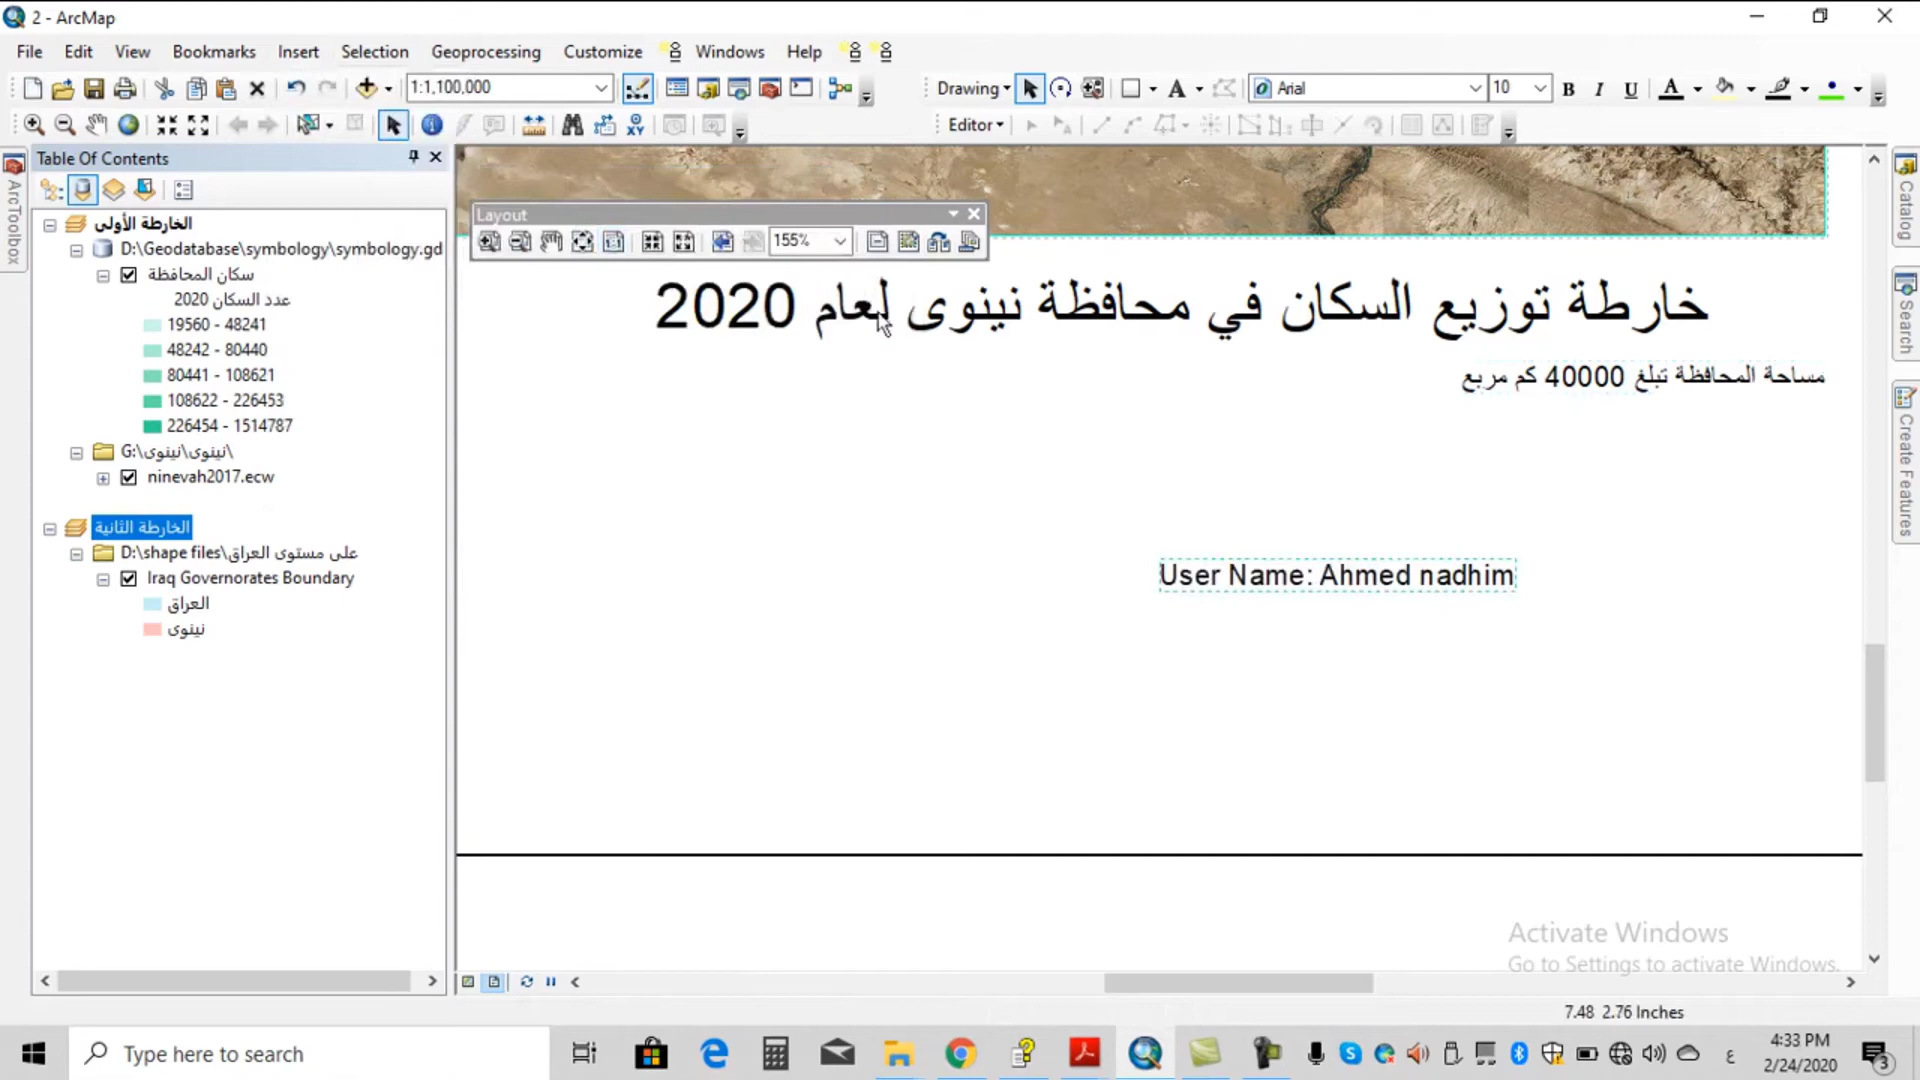 2 - ArcMap
File Edit View Bookmarks Insert Selection Geoprocessing Customize Windows Help
1:1,100,000
Drawing
A
Arial
10
B I U A
Editor
Table Of Contents
ArcToolbox
الخارطة الأولى
D:\Geodatabase\symbology\symbology.gd
سكان المحافظة
عدد السكان 2020
19560 - 48241
48242 - 80440
80441 - 108621
108622 - 226453
226454 - 1514787
G:\نينوى\نينوى\
ninevah2017.ecw
الخارطة الثانية
D:\shape files\على مستوى العراق
Iraq Governorates Boundary
العراق
نينوى
Layout
155%
خارطة توزيع السكان في محافظة نينوى لعام 2020
مساحة المحافظة تبلغ 40000 كم مربع
User Name: Ahmed nadhim
Catalog
Search
Create Features
Activate Windows
Go to Settings to activate Windows.
7.48 2.76 Inches
Type here to search
ع
4:33 PM
2/24/2020
3